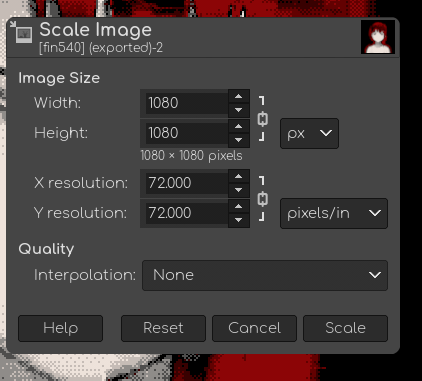 Scale Image
[fin540] (exported)-2
Image Size
Width: 1080
Height: 1080 px
1080 × 1080 pixels
X resolution: 72.000
Y resolution: 72.000 pixels/in
Quality
Interpolation: None
Help Reset Cancel Scale